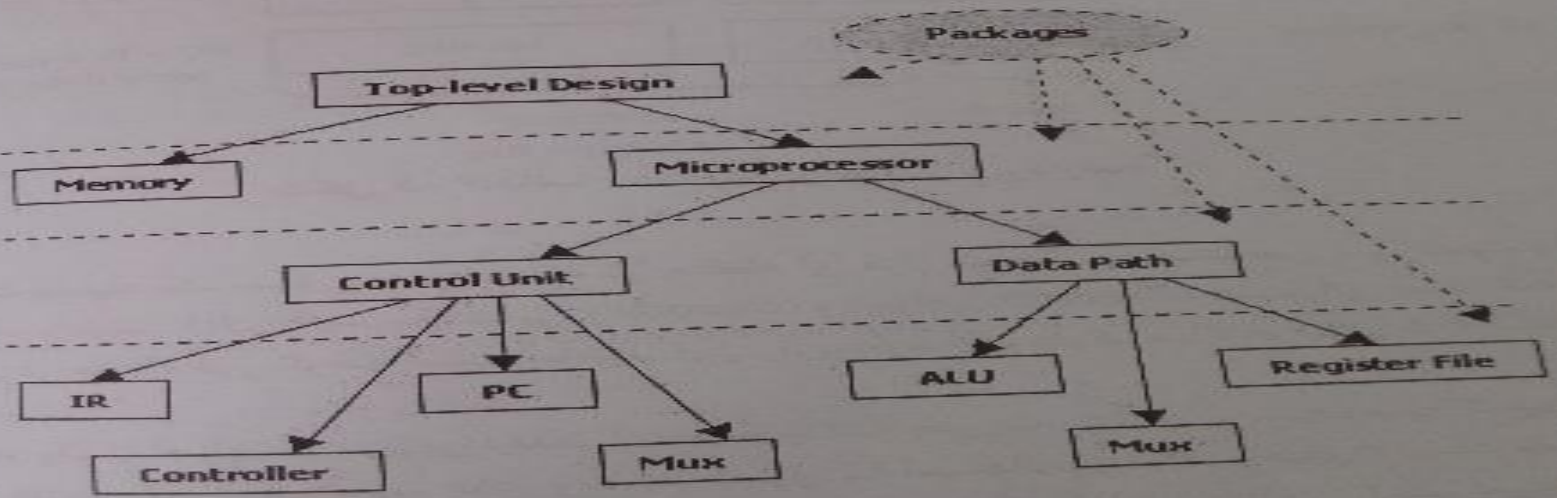 Packages
Top-level Design
Memory
Microprocessor
Control Unit
Data Path
IR
PC
ALU
Register File
Controller
Mux
Mux